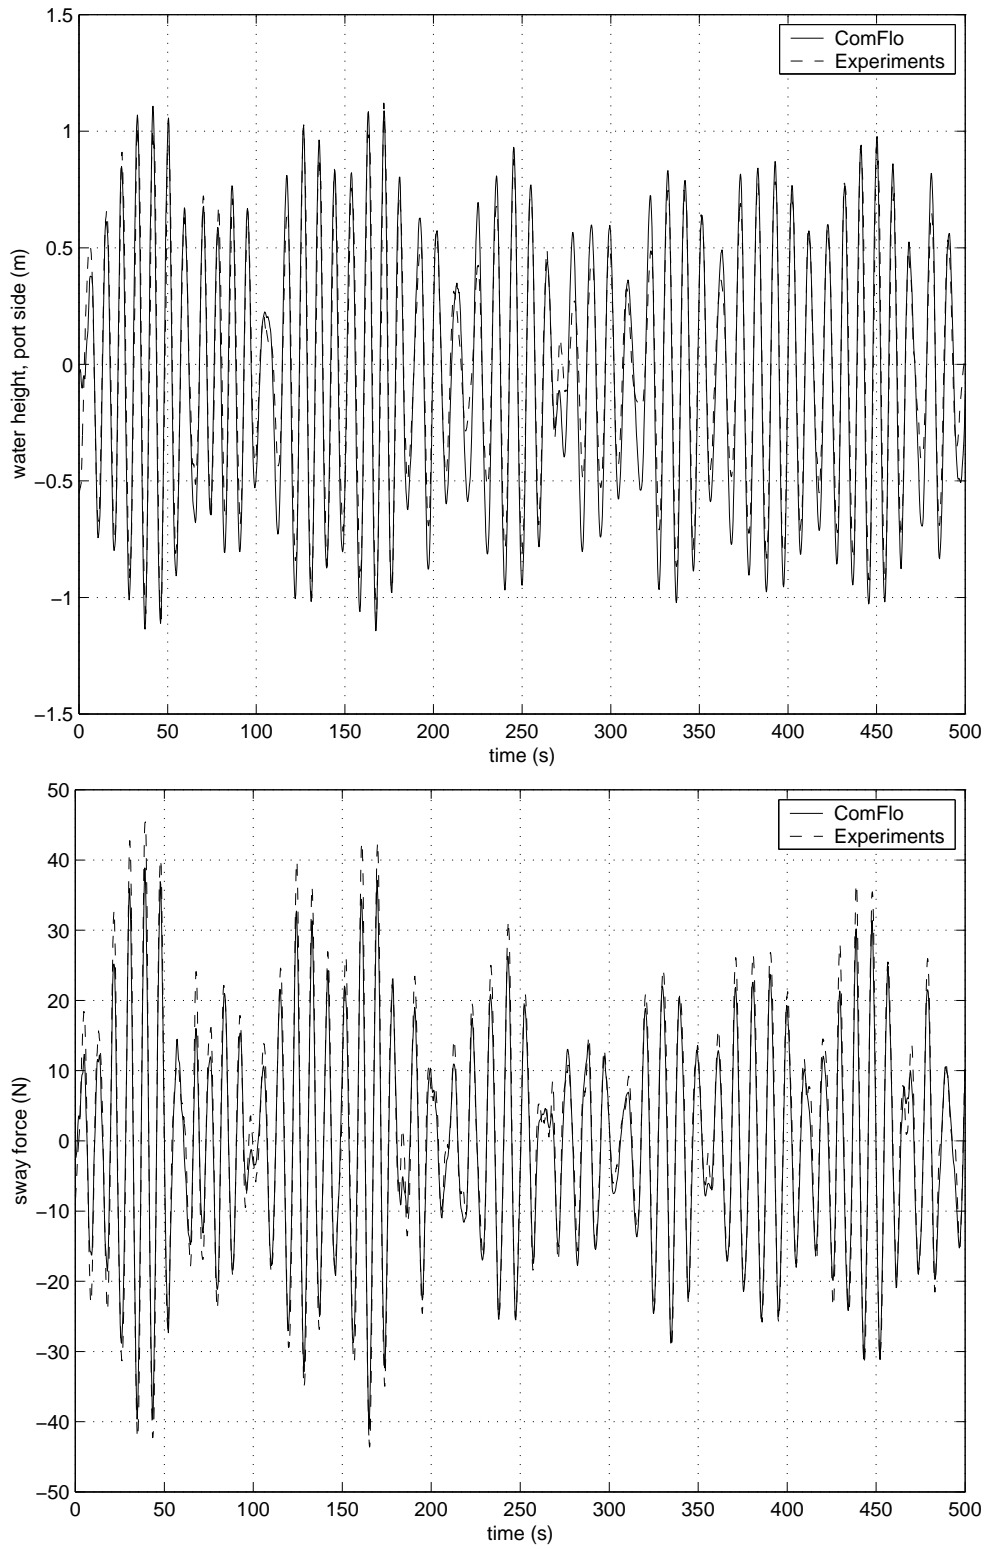 1.5
1
0.5
0
−0.5
−1
−1.5
water height, port side (m)
ComFlo
Experiments
0 50 100 150 200 250 300 350 400 450 500
time (s)
50
40
30
20
10
0
−10
−20
−30
−40
−50
sway force (N)
ComFlo
Experiments
0 50 100 150 200 250 300 350 400 450 500
time (s)